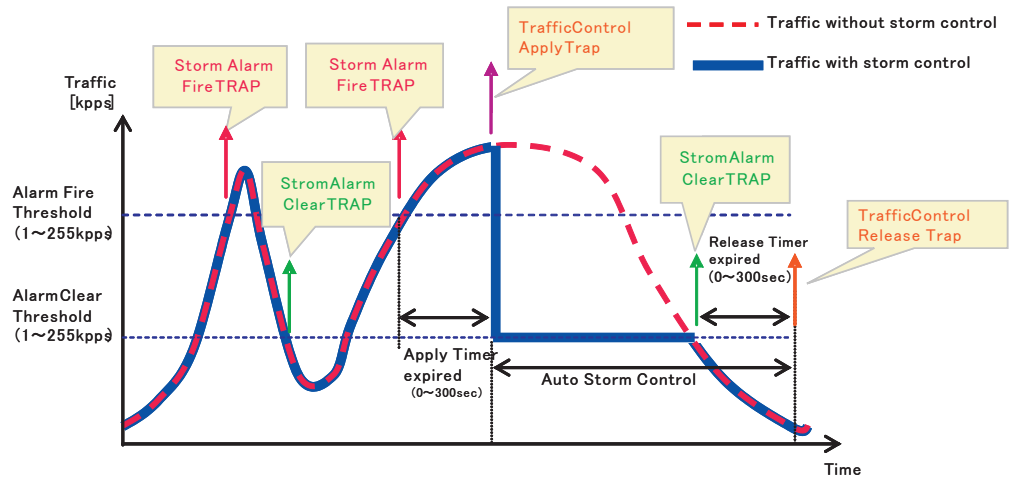 Traffic without storm control
Traffic with storm control
TrafficControl
ApplyTrap
Storm Alarm
FireTRAP
Storm Alarm
FireTRAP
Traffic
[kpps]
StromAlarm
ClearTRAP
StromAlarm
ClearTRAP
Alarm Fire
Threshold
(1～255kpps)
TrafficControl
Release Trap
Release Timer
expired
(0～300sec)
AlarmClear
Threshold
(1～255kpps)
Apply Timer
expired
(0～300sec)
Auto Storm Control
Time